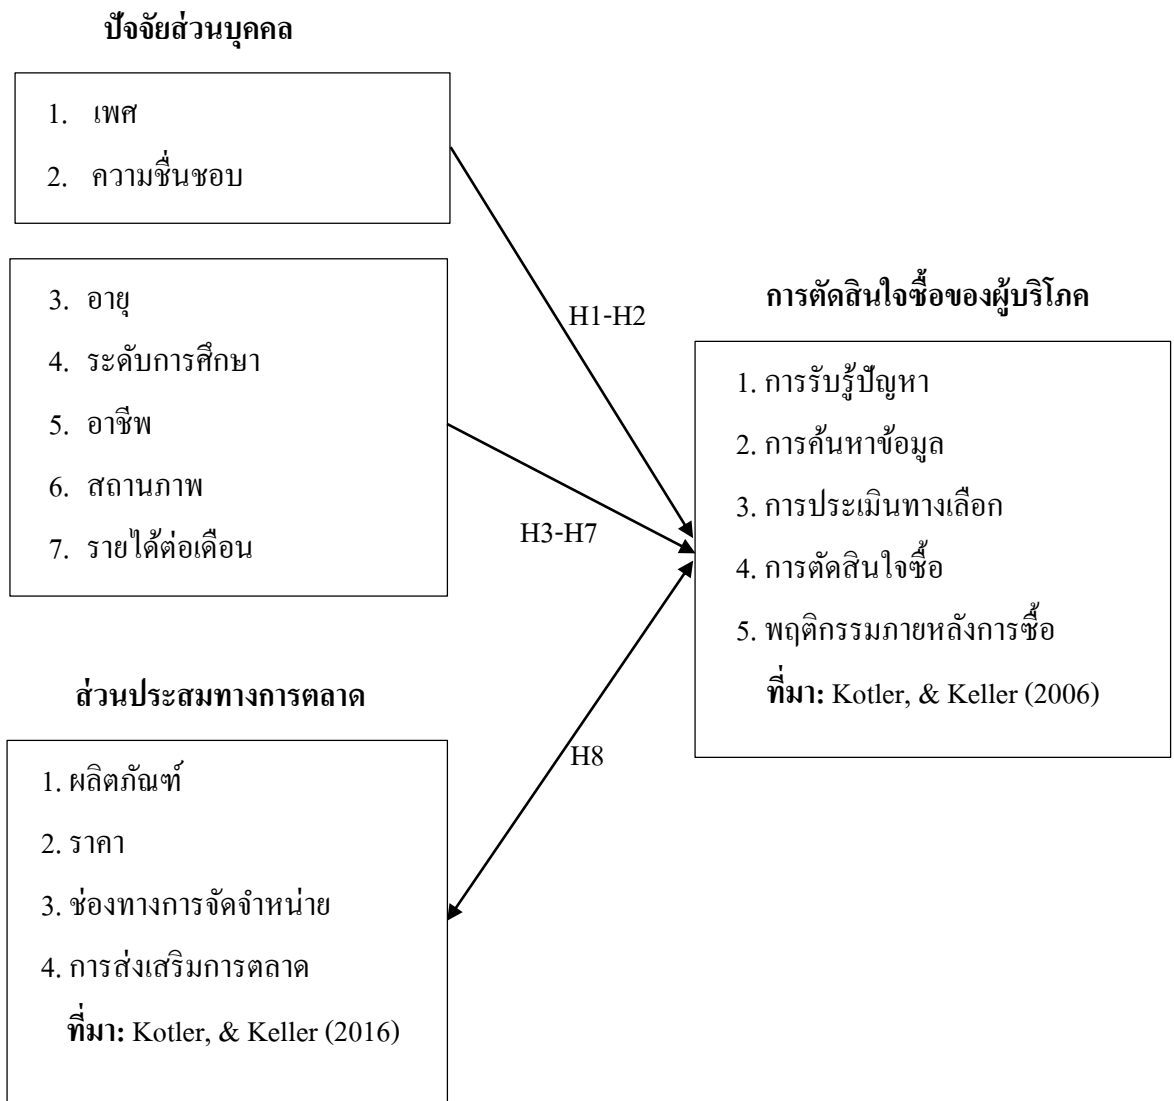 ปัจจัยส่วนบุคคล
1. เพศ
2. ความชื่นชอบ
3. อายุ
4. ระดับการศึกษา
5. อาชีพ
6. สถานภาพ
7. รายได้ต่อเดือน
H1-H2
H3-H7
การตัดสินใจซื้อของผู้บริโภค
1. การรับรู้ปัญหา
2. การค้นหาข้อมูล
3. การประเมินทางเลือก
4. การตัดสินใจซื้อ
5. พฤติกรรมภายหลังการซื้อ
ที่มา: Kotler, & Keller (2006)
ส่วนประสมทางการตลาด
H8
1. ผลิตภัณฑ์
2. ราคา
3. ช่องทางการจัดจำหน่าย
4. การส่งเสริมการตลาด
ที่มา: Kotler, & Keller (2016)